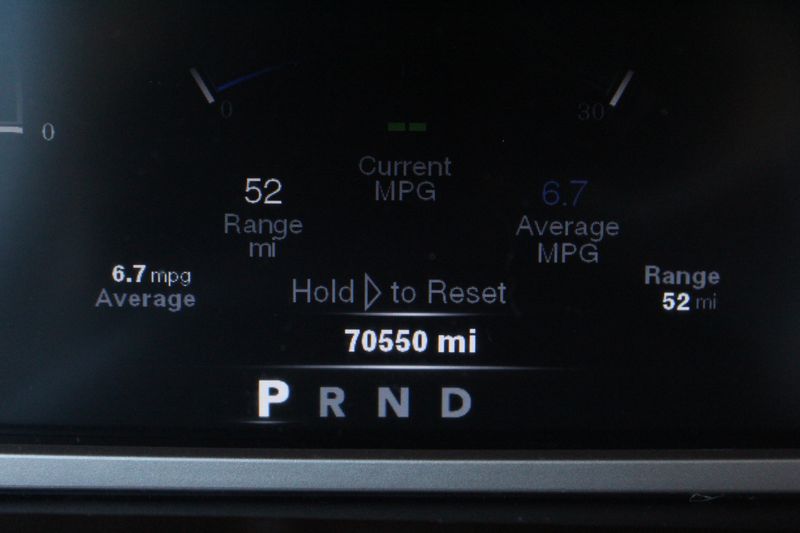 0
30
0
Current
MPG
52
Range
mi
6.7
Average
MPG
6.7 mpg
Average
Range
52 mi
Hold ▷ to Reset
70550 mi
P R N D